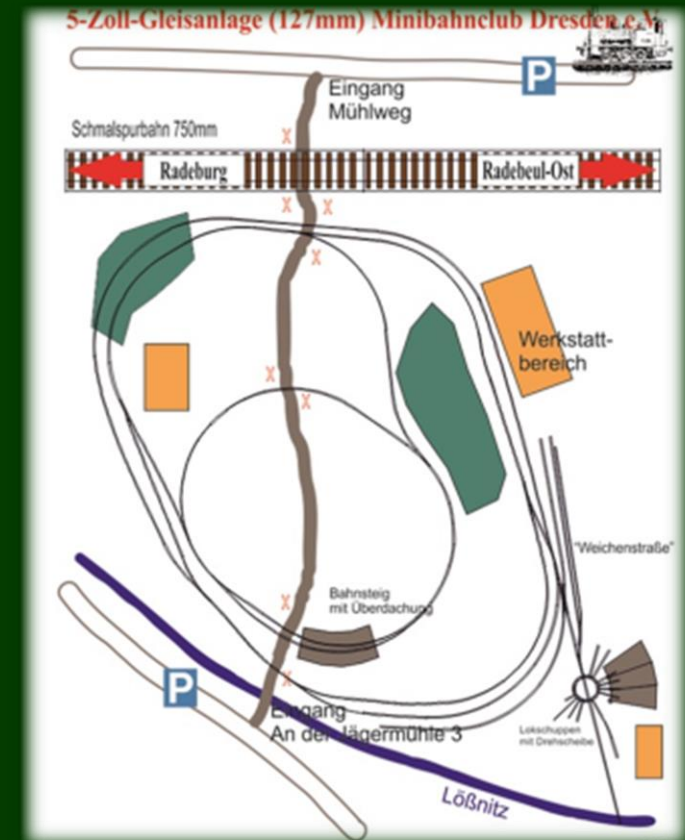 5-Zoll-Gleisanlage (127mm) Minibahnclub Dresden e.V.
P
Eingang
Mühlweg
Schmalspurbahn 750mm
Radeburg
Radebeul-Ost
Werkstatt-
bereich
"Weichenstraße"
Bahnsteig
mit Überdachung
P
Eingang
An der Jägermühle 3
Lokschuppen
mit Drehscheibe
Lößnitz